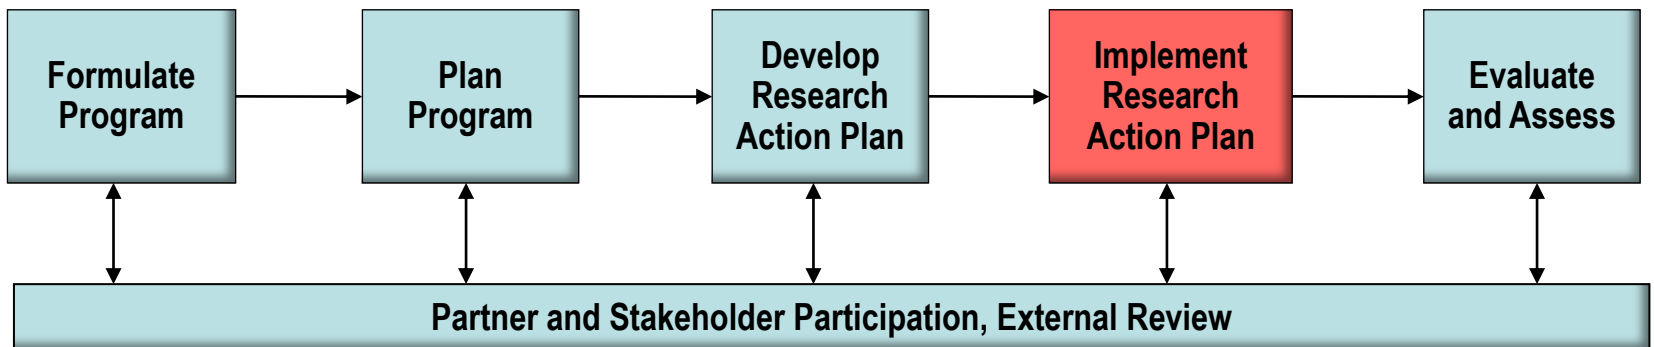 Formulate
Program
Plan
Program
Develop
Research
Action Plan
Implement
Research
Action Plan
Evaluate
and Assess
Partner and Stakeholder Participation, External Review